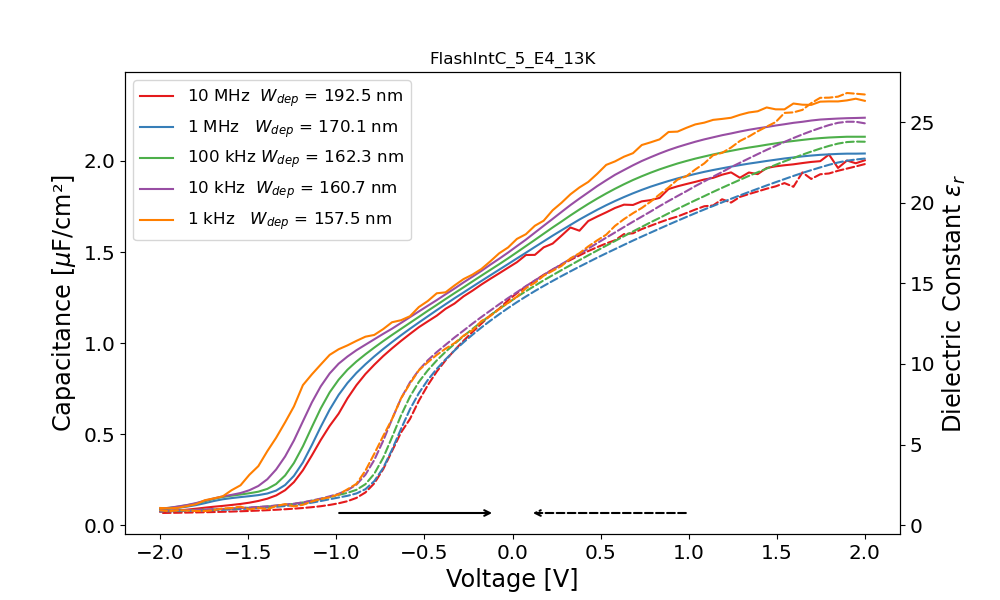 FlashIntC_5_E4_13K
10 MHz W_dep = 192.5 nm
1 MHz W_dep = 170.1 nm
100 kHz W_dep = 162.3 nm
10 kHz W_dep = 160.7 nm
1 kHz W_dep = 157.5 nm
Capacitance [μF/cm²]
2.0
1.5
1.0
0.5
0.0
25
20
15
10
5
0
Dielectric Constant ε_r
−2.0 −1.5 −1.0 −0.5 0.0 0.5 1.0 1.5 2.0
Voltage [V]